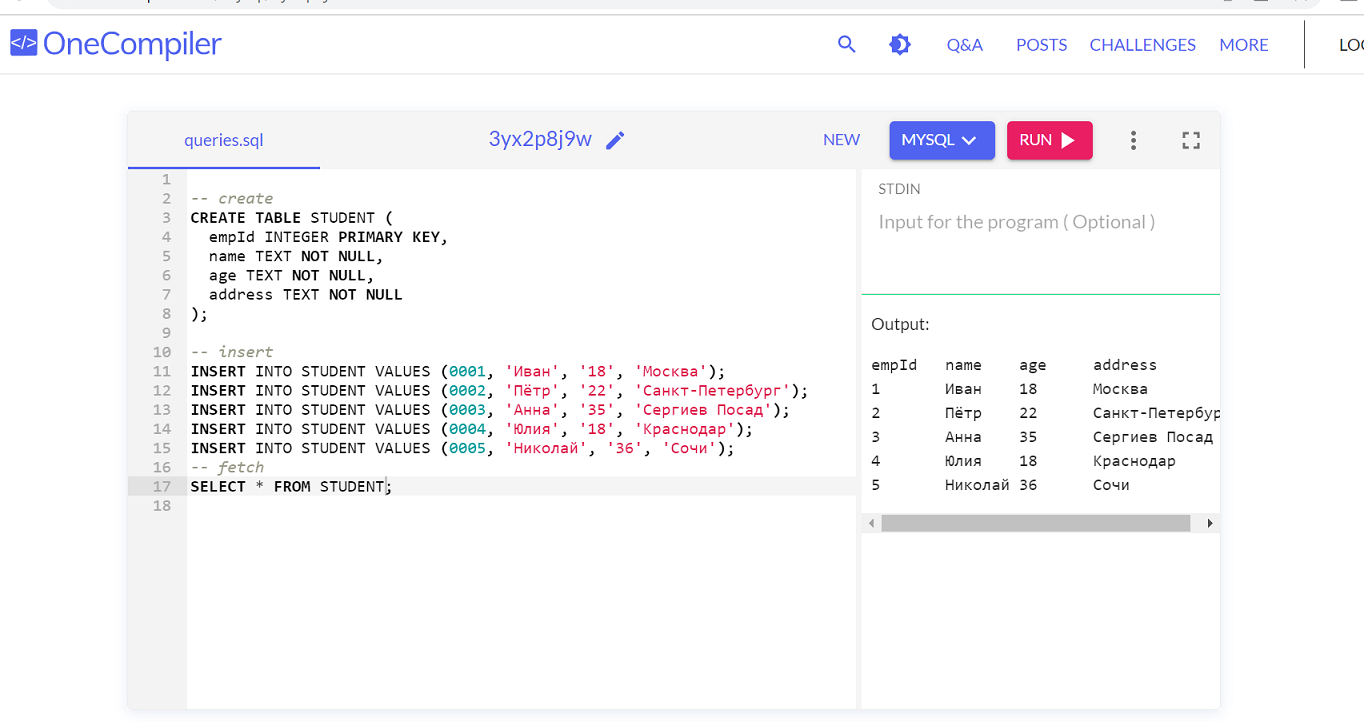 </> OneCompiler
Q&A POSTS CHALLENGES MORE
queries.sql 3yx2p8j9w NEW MYSQL RUN
1
2 -- create
3 CREATE TABLE STUDENT (
4 empId INTEGER PRIMARY KEY,
5 name TEXT NOT NULL,
6 age TEXT NOT NULL,
7 address TEXT NOT NULL
8 );
9
10 -- insert
11 INSERT INTO STUDENT VALUES (0001, 'Иван', '18', 'Москва');
12 INSERT INTO STUDENT VALUES (0002, 'Пётр', '22', 'Санкт-Петербург');
13 INSERT INTO STUDENT VALUES (0003, 'Анна', '35', 'Сергиев Посад');
14 INSERT INTO STUDENT VALUES (0004, 'Юлия', '18', 'Краснодар');
15 INSERT INTO STUDENT VALUES (0005, 'Николай', '36', 'Сочи');
16 -- fetch
17 SELECT * FROM STUDENT;
18
STDIN
Input for the program ( Optional )
Output:
empId name age address
1 Иван 18 Москва
2 Пётр 22 Санкт-Петербур
3 Анна 35 Сергиев Посад
4 Юлия 18 Краснодар
5 Николай 36 Сочи